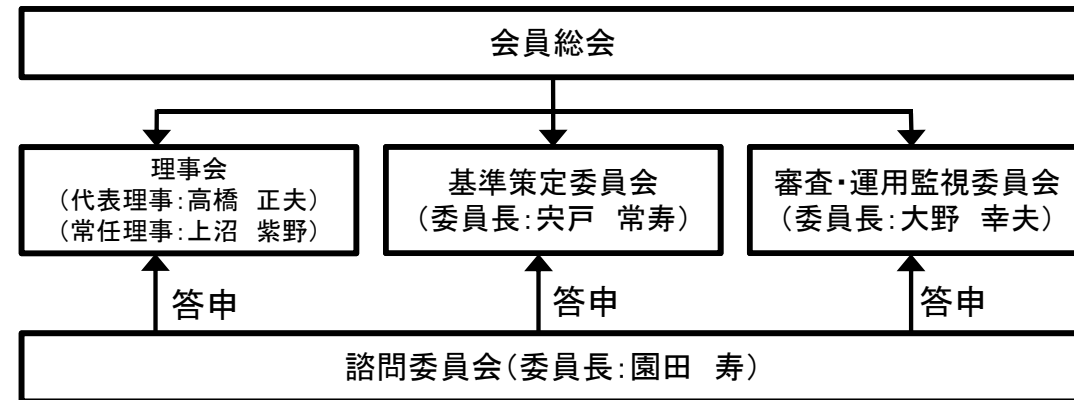 会員総会
理事会
（代表理事：高橋　正夫）
（常任理事：上沼　紫野）
基準策定委員会
（委員長：宍戸　常寿）
審査・運用監視委員会
（委員長：大野　幸夫）
答申
答申
答申
諮問委員会（委員長：園田　寿）